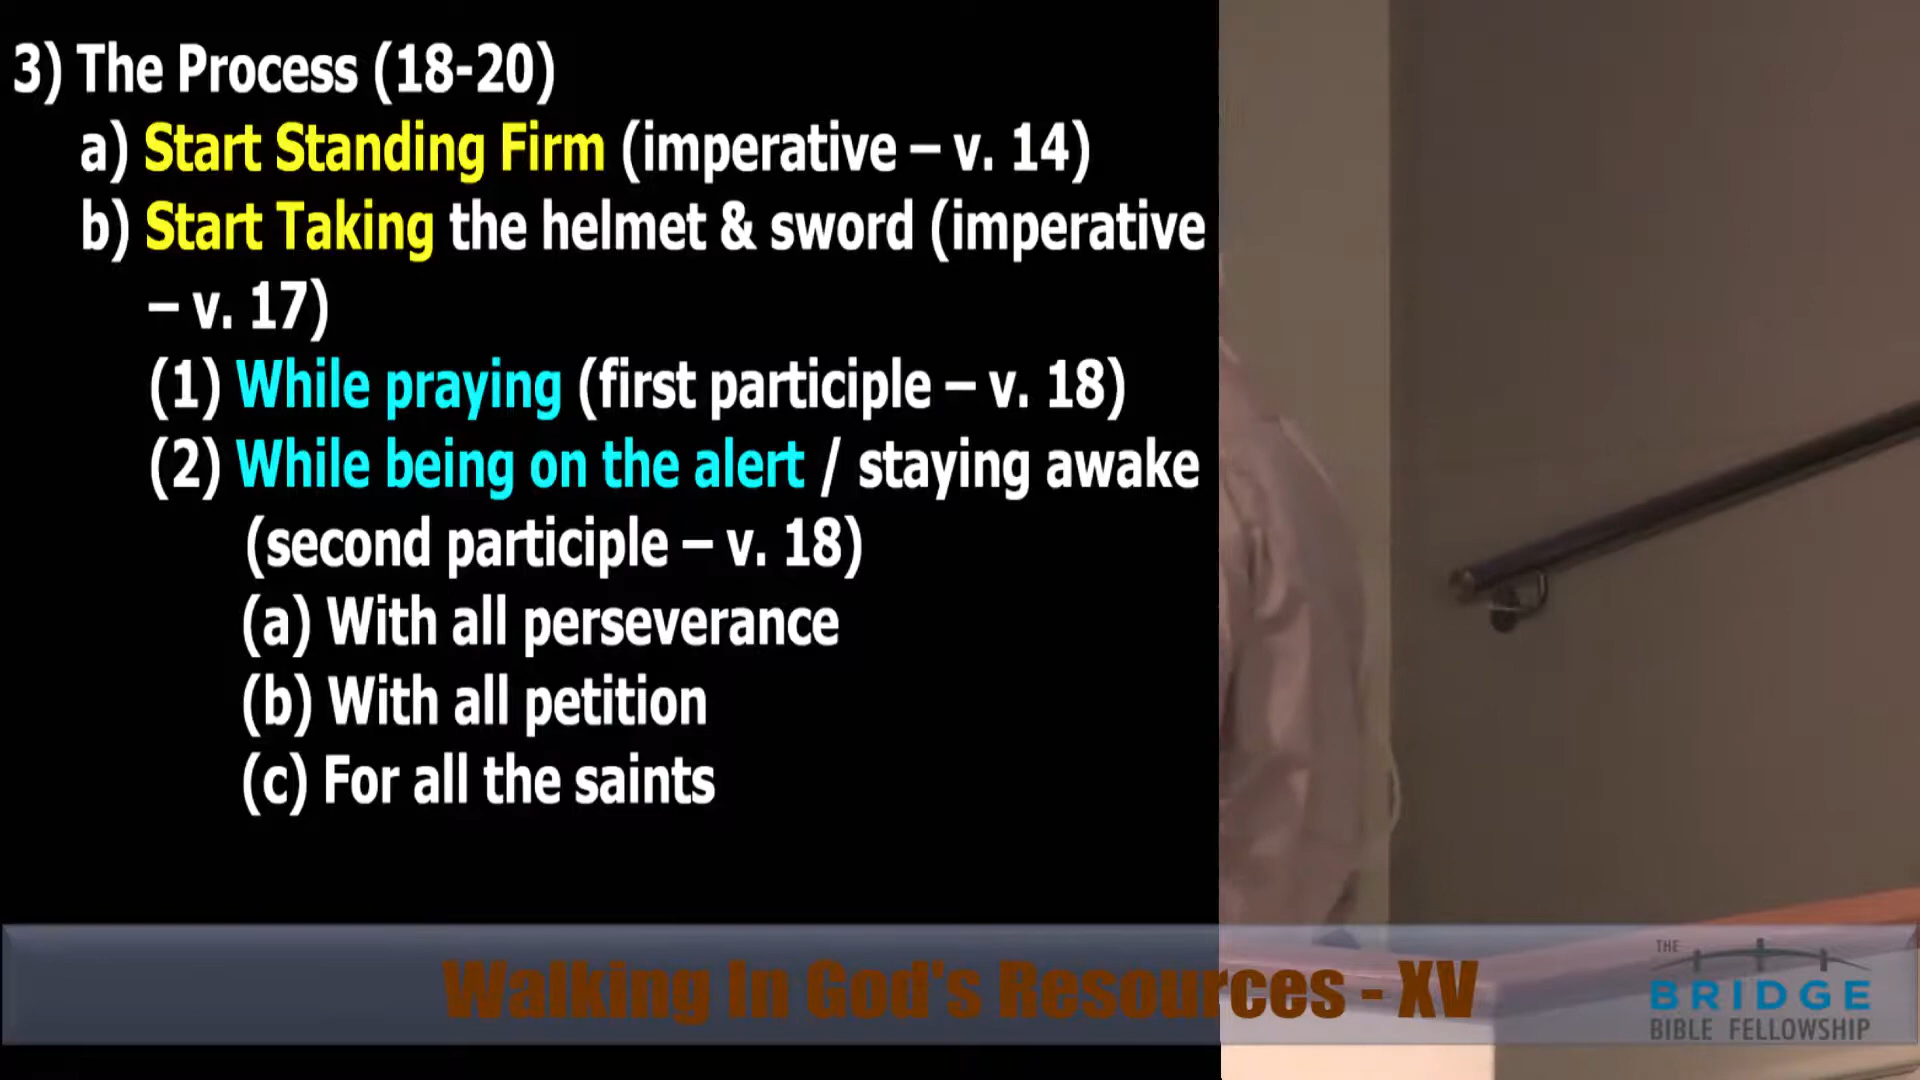 3) The Process (18-20)
a) Start Standing Firm (imperative – v. 14)
b) Start Taking the helmet & sword (imperative
– v. 17)
(1) While praying (first participle – v. 18)
(2) While being on the alert / staying awake
(second participle – v. 18)
(a) With all perseverance
(b) With all petition
(c) For all the saints
Walking In God's Resources - XV
THE
BRIDGE
BIBLE FELLOWSHIP